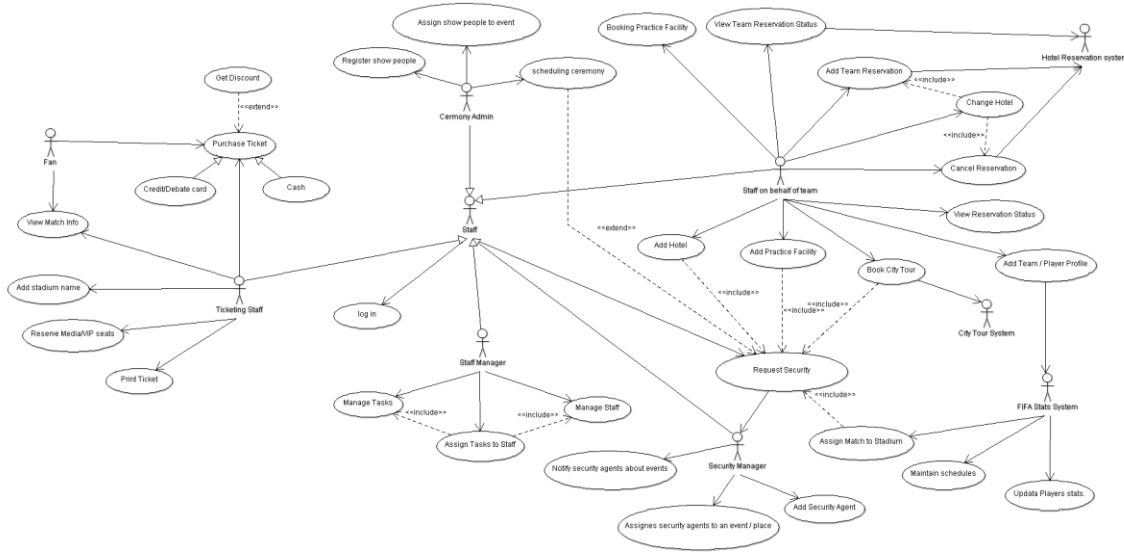 Assign show people to event
Booking Practice Facility
View Team Reservation Status
Register show people
scheduling ceremony
Add Team Reservation
Hotel Reservation system
<<include>>
Get Discount
Change Hotel
Cermony Admin
<<extend>>
<<include>>
Purchase Ticket
Fan
Cancel Reservation
Staff on behalf of team
Credit/Debate card
Cash
View Match Info
View Reservation Status
Staff
<<extend>>
Add Hotel
Add Practice Facility
Book City Tour
Add Team / Player Profile
Add stadium name
Ticketing Staff
<<include>>
<<include>>
<<include>>
log in
City Tour System
Reserve Media/VIP seats
Staff Manager
Request Security
Print Ticket
Manage Tasks
<<include>>
<<include>>
Manage Staff
<<include>>
FIFA Stats System
Assign Tasks to Staff
Assign Match to Stadium
Notify security agents about events
Security Manager
Maintain schedules
Updata Players stats.
Add Security Agent
Assignes security agents to an event / place